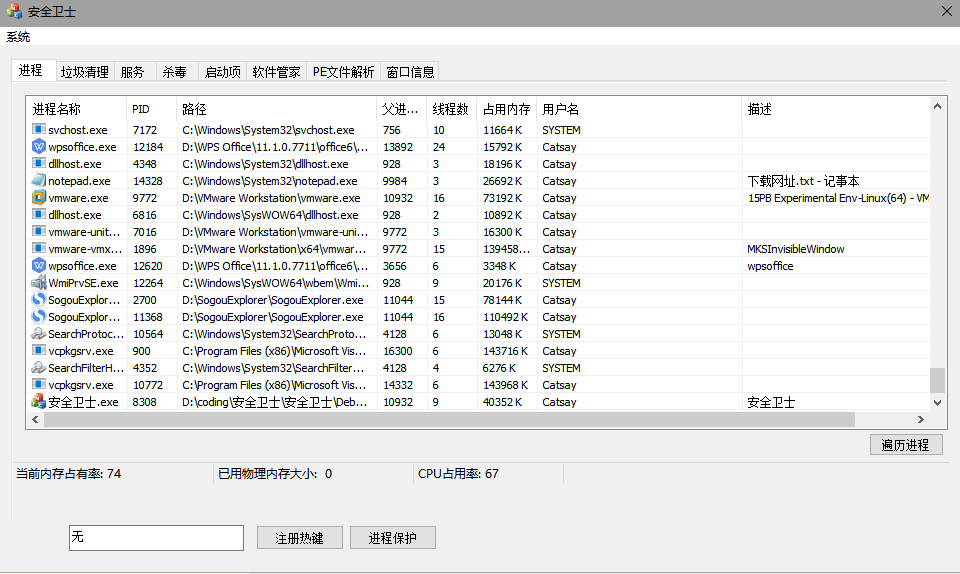 安全卫士
系统
进程 垃圾清理 服务 杀毒 启动项 软件管家 PE文件解析 窗口信息
进程名称 PID 路径 父进... 线程数 占用内存 用户名 描述
svchost.exe 7172 C:\Windows\System32\svchost.exe 756 10 11664 K SYSTEM
wpsoffice.exe 12184 D:\WPS Office\11.1.0.7711\office6\... 13892 24 15792 K Catsay
dllhost.exe 4348 C:\Windows\System32\dllhost.exe 928 3 18196 K Catsay
notepad.exe 14328 C:\Windows\System32\notepad.exe 9984 3 26692 K Catsay 下载网址.txt - 记事本
vmware.exe 9772 D:\VMware Workstation\vmware.exe 10932 16 73192 K Catsay 15PB Experimental Env-Linux(64) - VM
dllhost.exe 6816 C:\Windows\SysWOW64\dllhost.exe 928 2 10892 K Catsay
vmware-unit... 7016 D:\VMware Workstation\vmware-uni... 9772 3 16300 K Catsay
vmware-vmx... 1896 D:\VMware Workstation\x64\vmwar... 9772 15 139458... Catsay MKSInvisibleWindow
wpsoffice.exe 12620 D:\WPS Office\11.1.0.7711\office6\... 3656 6 3348 K Catsay wpsoffice
WmiPrvSE.exe 12264 C:\Windows\SysWOW64\wbem\Wmi... 928 9 20176 K SYSTEM
SogouExplor... 2700 D:\SogouExplorer\SogouExplorer.exe 11044 15 78144 K Catsay
SogouExplor... 11368 D:\SogouExplorer\SogouExplorer.exe 11044 16 110492 K Catsay
SearchProtoc... 10564 C:\Windows\System32\SearchProto... 4128 6 13048 K SYSTEM
vcpkgsrv.exe 900 C:\Program Files (x86)\Microsoft Vis... 16300 6 143716 K Catsay
SearchFilterH... 4352 C:\Windows\System32\SearchFilter... 4128 4 6276 K SYSTEM
vcpkgsrv.exe 10772 C:\Program Files (x86)\Microsoft Vis... 14332 6 143968 K Catsay
安全卫士.exe 8308 D:\coding\安全卫士\安全卫士\Deb... 10932 9 40352 K Catsay 安全卫士
遍历进程
当前内存占有率: 74 已用物理内存大小: 0 CPU占用率: 67
无 注册热键 进程保护